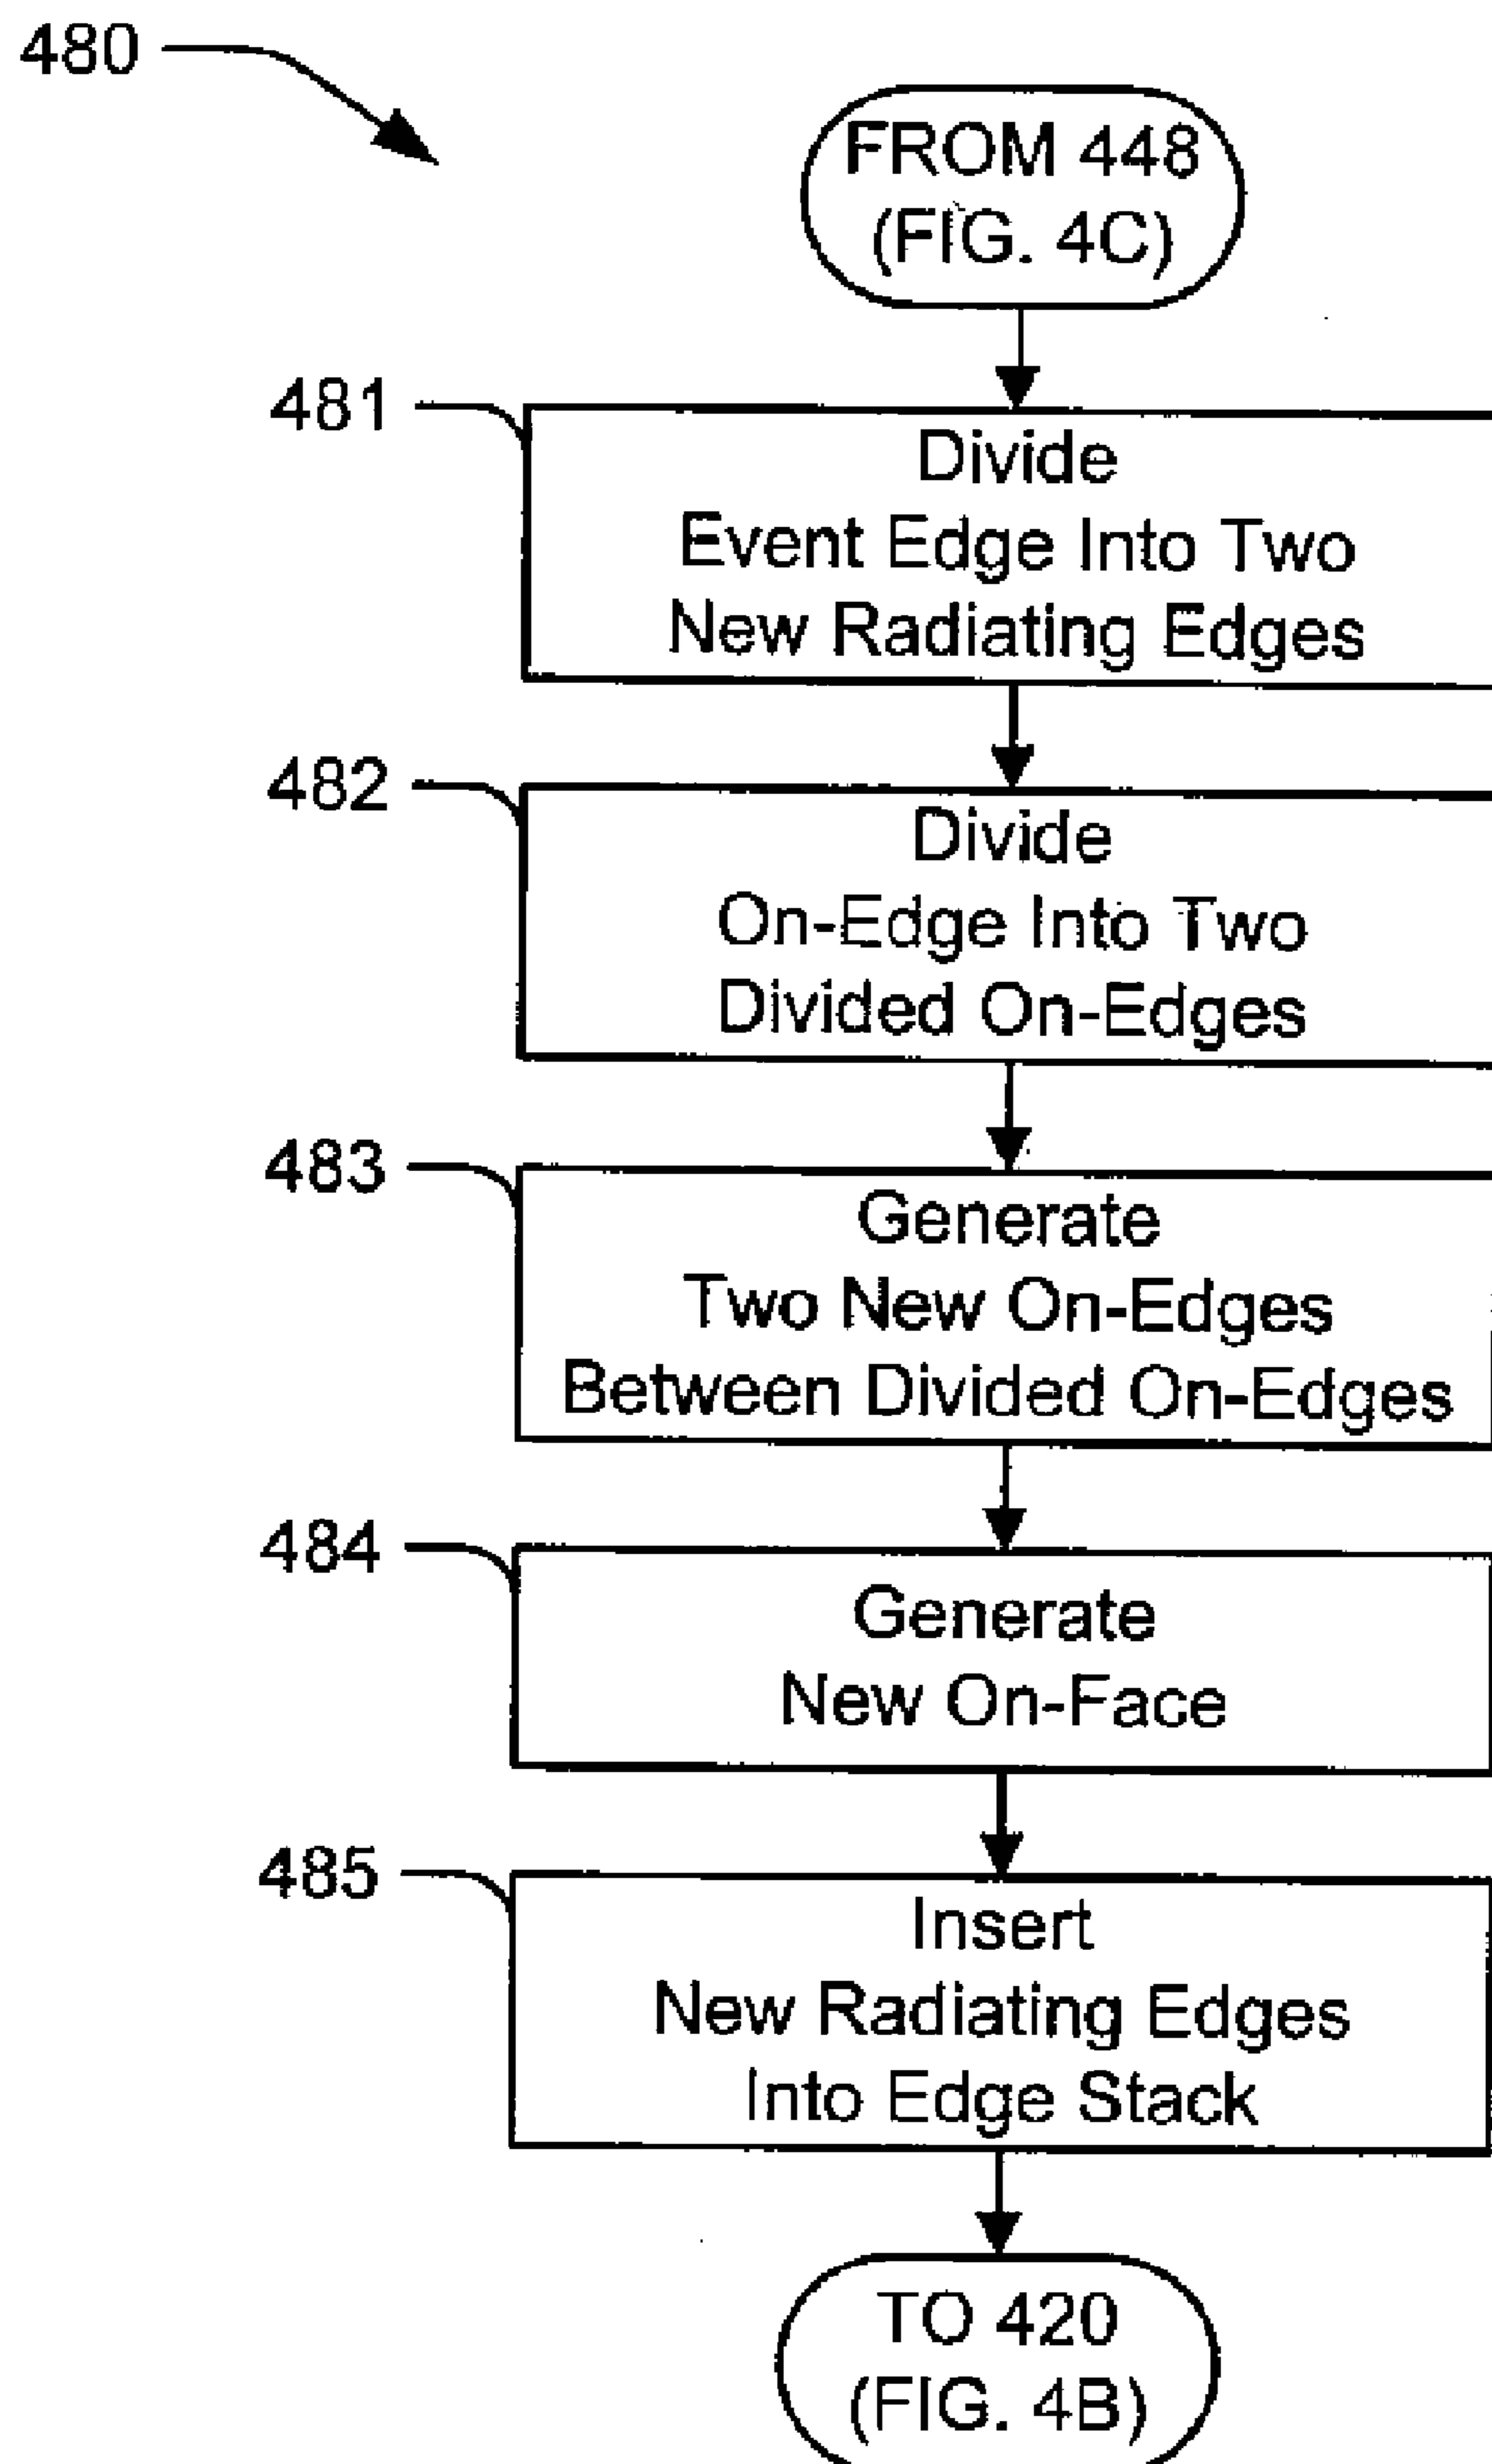 480
FROM 448
(FIG. 4C)
481
Divide
Event Edge Into Two
New Radiating Edges
482
Divide
On-Edge Into Two
Divided On-Edges
483
Generate
Two New On-Edges
Between Divided On-Edges
484
Generate
New On-Face
485
Insert
New Radiating Edges
Into Edge Stack
TO 420
(FIG. 4B)